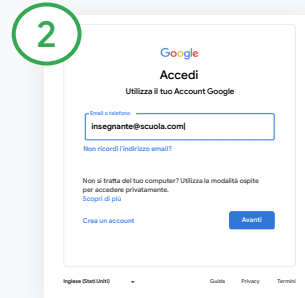 2
Google
Accedi
Utilizza il tuo Account Google
Email o telefono
insegnante@scuola.com
Non ricordi l'indirizzo email?
Non si tratta del tuo computer? Utilizza la modalità ospite
per accedere privatamente.
Scopri di più
Crea un account
Avanti
Inglese (Stati Uniti)
Guida
Privacy
Termini